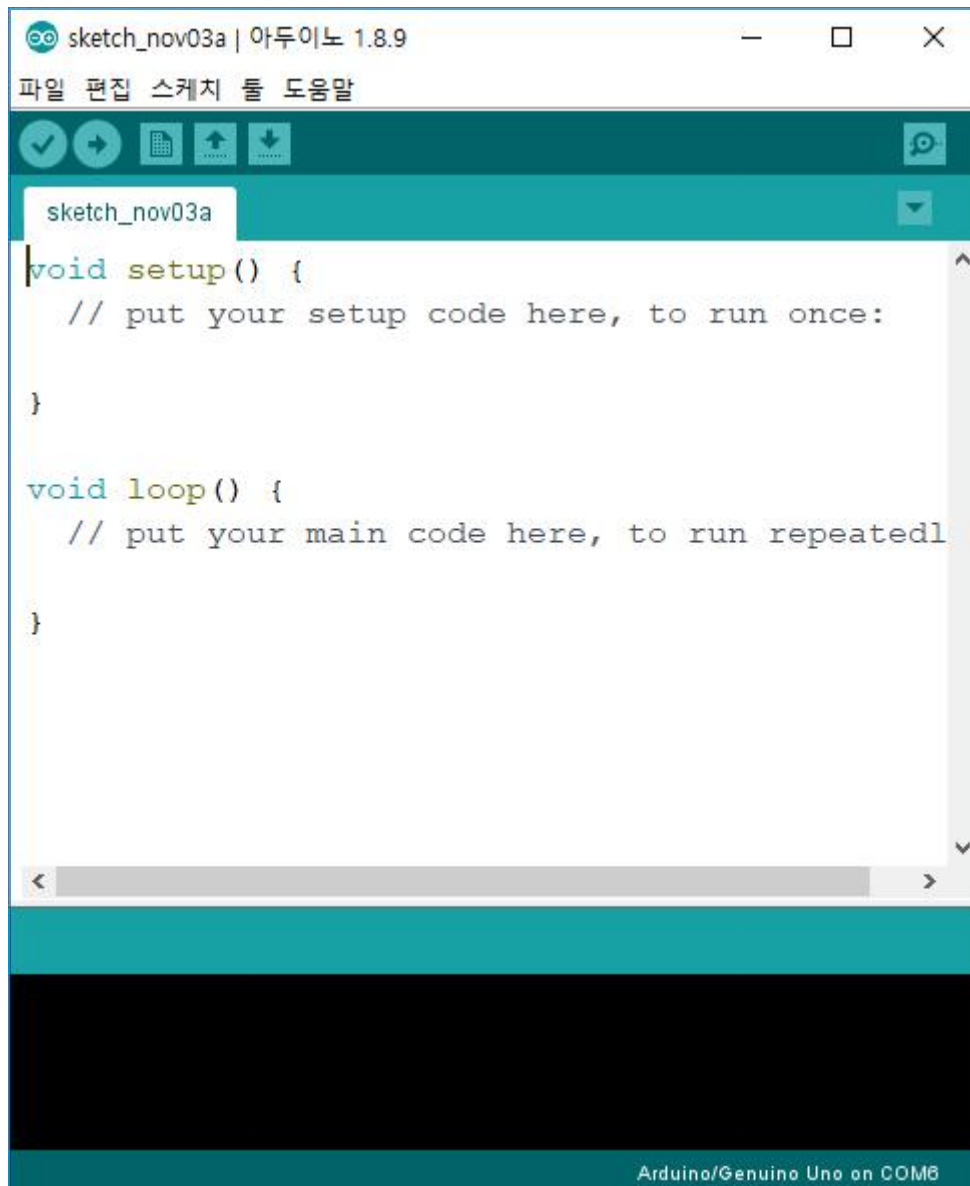 sketch_nov03a | 아두이노 1.8.9
파일 편집 스케치 툴 도움말
sketch_nov03a
void setup() {
  // put your setup code here, to run once:
}
void loop() {
  // put your main code here, to run repeatedl
}
Arduino/Genuino Uno on COM6